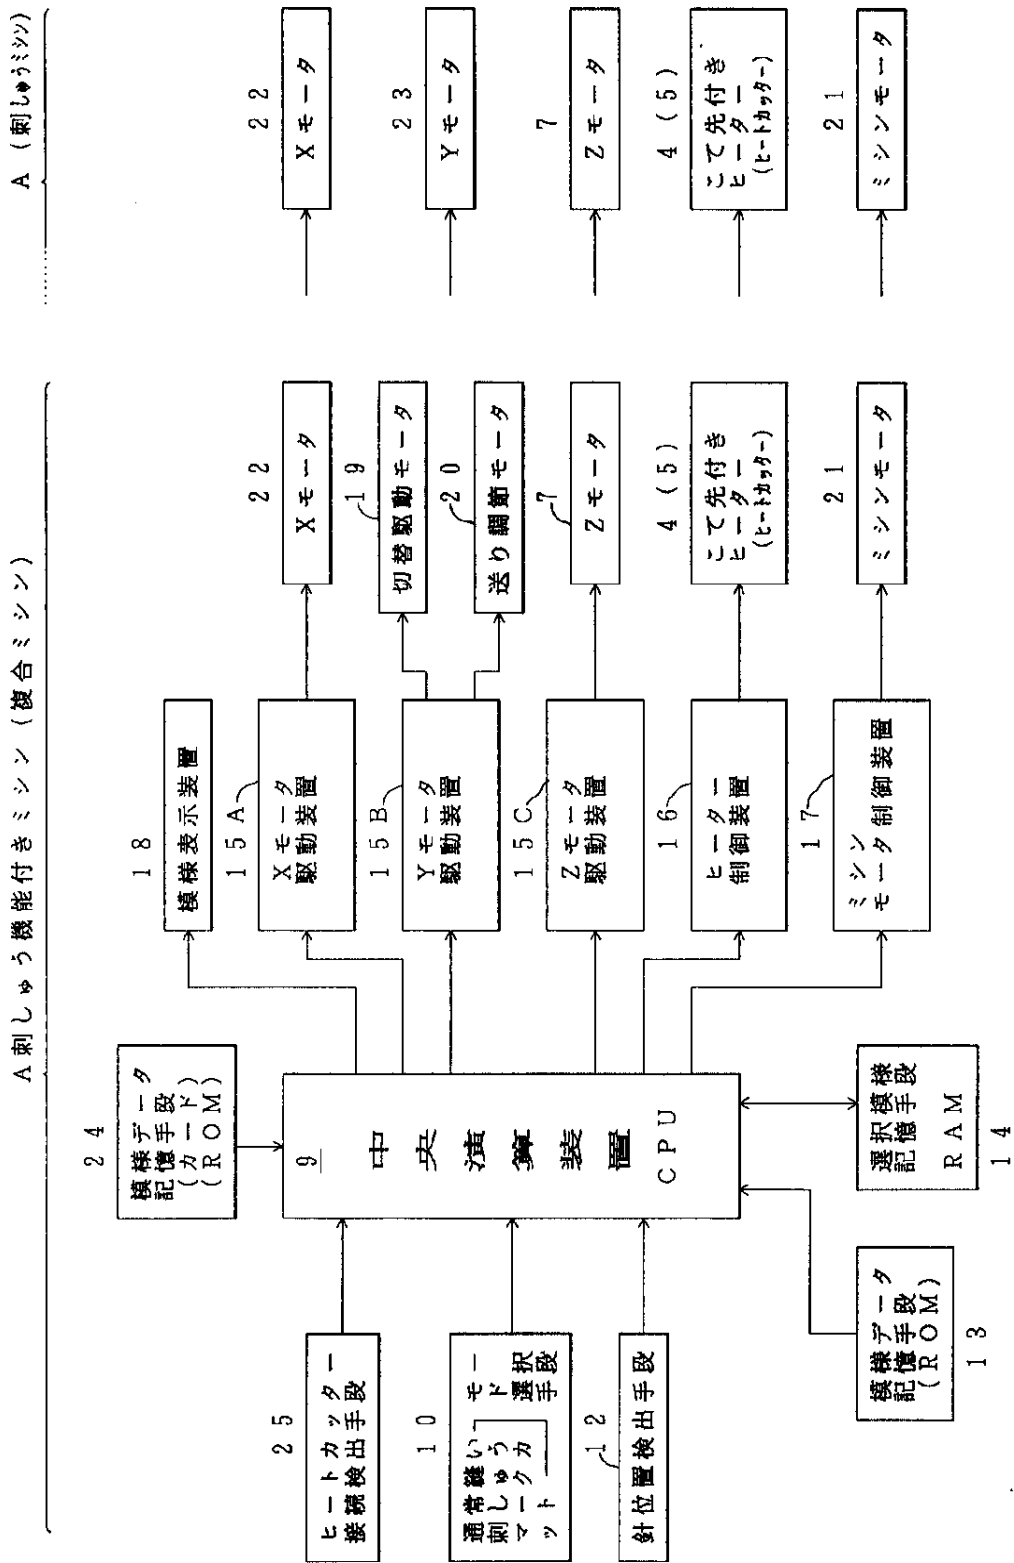 A刺しゅう機能付きミシン(複合ミシン)
A (刺しゅうミシン)
25
ヒートカッター
接続検出手段
10
通常縫い
刺しゅう
マークカ
ット
モー
ド
選択
手段
12
針位置検出手段
24
模様データ
記憶手段
(カード)
(ROM)
9
中央演算装置
CPU
模様データ
記憶手段
(ROM)
13
選択模様
記憶手段
RAM
14
18
模様表示装置
15A
Xモータ
駆動装置
15B
Yモータ
駆動装置
15C
Zモータ
駆動装置
16
ヒーター
制御装置
17
ミシン
モータ制御装置
22
Xモータ
19
切替駆動モータ
20
送り調節モータ
7
Zモータ
4 (5)
こて先付き
ヒーター
(ヒートカッター)
21
ミシンモータ
22
Xモータ
23
Yモータ
7
Zモータ
4 (5)
こて先付き
ヒーター
(ヒートカッター)
21
ミシンモータ